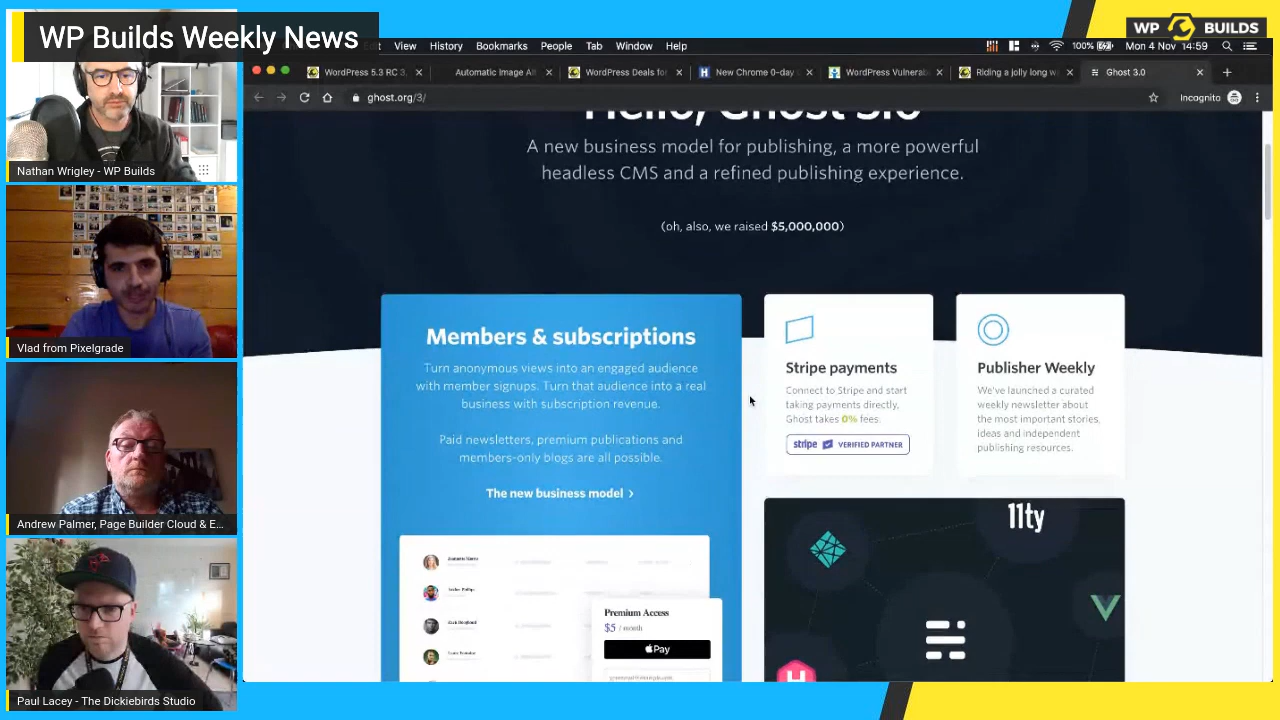 WP Builds Weekly News
WP BUILDS
View History Bookmarks People Tab Window Help
100% Mon 4 Nov 14:59
WordPress 5.3 RC 3,
Automatic Image Al
WordPress Deals fo
New Chrome 0-day
WordPress Vulnera
Riding a jolly long w
Ghost 3.0
ghost.org/3/
Incognito
Hello, Ghost 3.0
A new business model for publishing, a more powerful
headless CMS and a refined publishing experience.
(oh, also, we raised $5,000,000)
Members & subscriptions
Turn anonymous views into an engaged audience
with member signups. Turn that audience into a real
business with subscription revenue.
Paid newsletters, premium publications and
members-only blogs are all possible.
The new business model
Premium Access
$5 / month
Pay
Stripe payments
Connect to Stripe and start
taking payments directly,
Ghost takes 0% fees.
stripe VERIFIED PARTNER
Publisher Weekly
We've launched a curated
weekly newsletter about
the most important stories,
ideas and independent
publishing resources.
11ty
Nathan Wrigley - WP Builds
Vlad from Pixelgrade
Andrew Palmer, Page Builder Cloud & E...
Paul Lacey - The Dickiebirds Studio